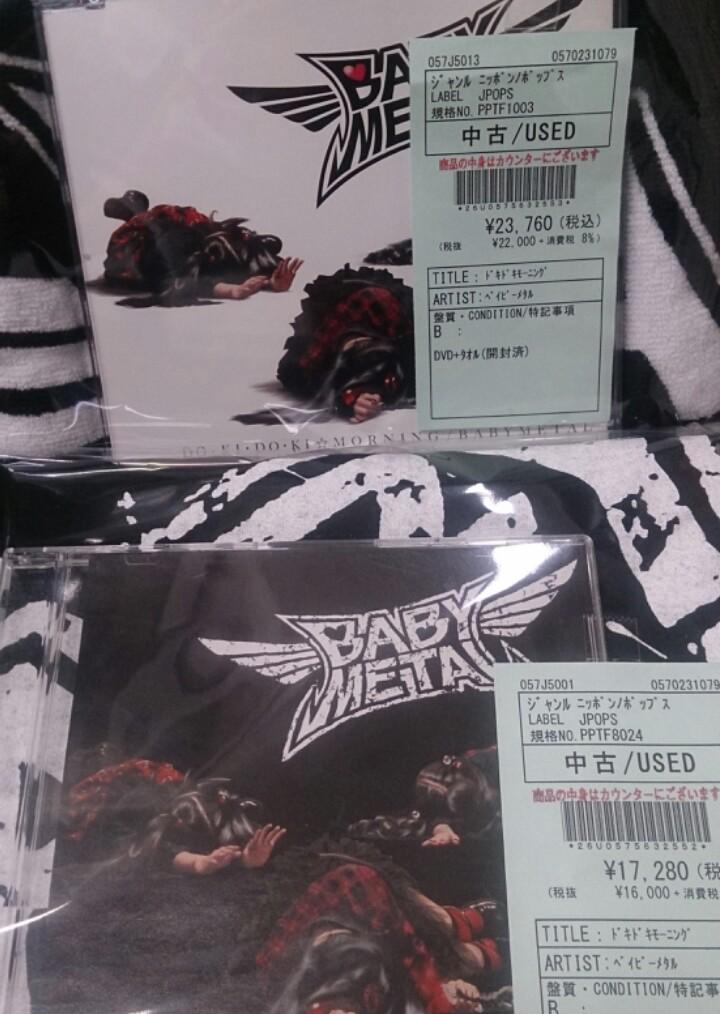 BABY
METAL
057J5013 0570231079
ジャンル ニッポンノポップス
LABEL JPOPS
規格NO. PPTF1003
中古/USED
商品の中身はカウンターにございます
*26U0575632553*
¥23,760(税込)
(税抜 ¥22,000+消費税 8%)
TITLE : ドキドキモーニング
ARTIST:ベイビーメタル
盤質・CONDITION/特記事項
B :
DVD+タオル(開封済)
DO・KI・DO・KI☆MORNING/BABYMETAL
BABY
METAL
057J5001 0570231079
ジャンル ニッポンノポップス
LABEL JPOPS
規格NO. PPTF8024
中古/USED
商品の中身はカウンターにございます
*26U0575632552*
¥17,280(税
(税抜 ¥16,000+消費税
TITLE : ドキドキモーニング
ARTIST:ベイビーメタル
盤質・CONDITION/特記事
B :